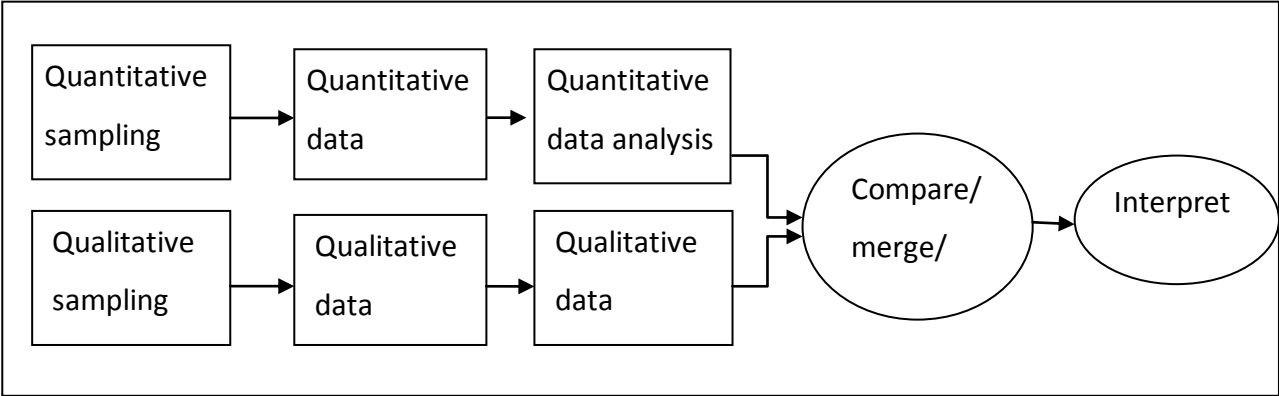 Quantitative
sampling
Quantitative
data
Quantitative
data analysis
Qualitative
sampling
Qualitative
data
Qualitative
data
Compare/
merge/
Interpret